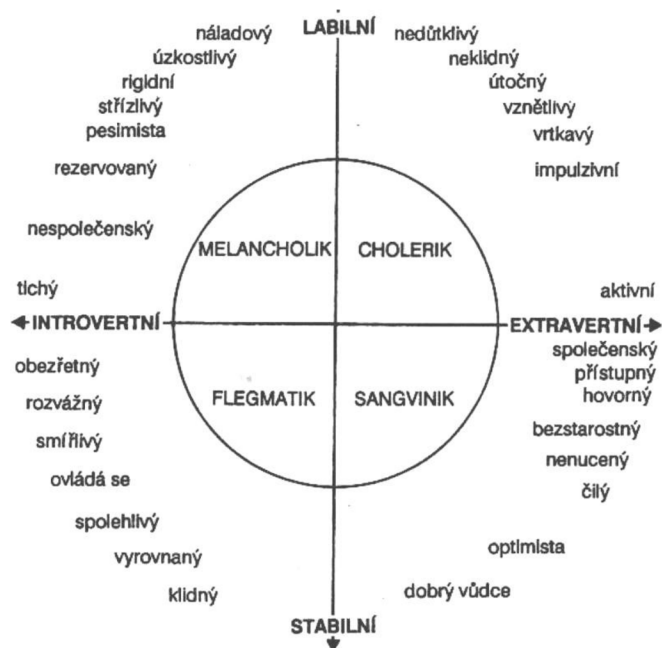 LABILNÍ
náladový
úzkostlivý
rigidní
střízlivý
pesimista
rezervovaný
nespolečenský
tichý
nedůtklivý
neklidný
útočný
vznětlivý
vrtkavý
impulzivní
aktivní
MELANCHOLIK
CHOLERIK
INTROVERTNÍ
EXTRAVERTNÍ
FLEGMATIK
SANGVINIK
obezřetný
rozvážný
smířlivý
ovládá se
spolehlivý
vyrovnaný
klidný
společenský
přístupný
hovorný
bezstarostný
nenucený
čilý
optimista
dobrý vůdce
STABILNÍ